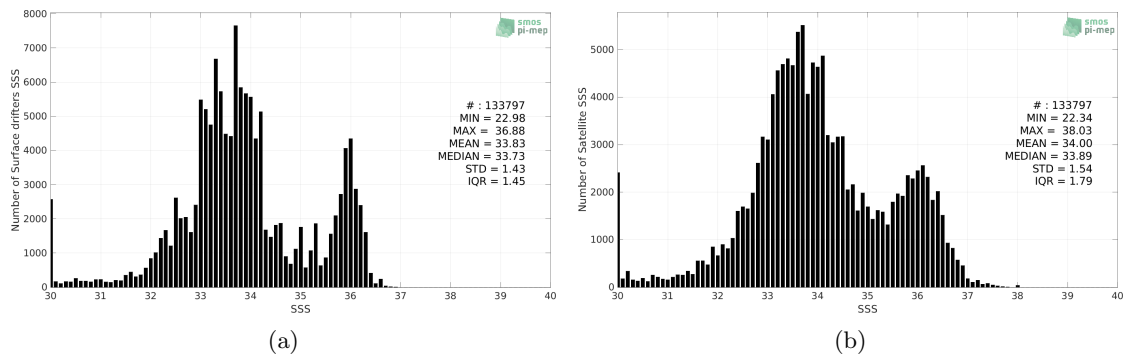 smos
pi-mep
Number of Surface drifters SSS
8000
7000
6000
5000
4000
3000
2000
1000
0
# : 133797
MIN = 22.98
MAX = 36.88
MEAN = 33.83
MEDIAN = 33.73
STD = 1.43
IQR = 1.45
30 31 32 33 34 35 36 37 38 39 40
SSS
(a)
smos
pi-mep
Number of Satellite SSS
5000
4000
3000
2000
1000
0
# : 133797
MIN = 22.34
MAX = 38.03
MEAN = 34.00
MEDIAN = 33.89
STD = 1.54
IQR = 1.79
30 31 32 33 34 35 36 37 38 39 40
SSS
(b)